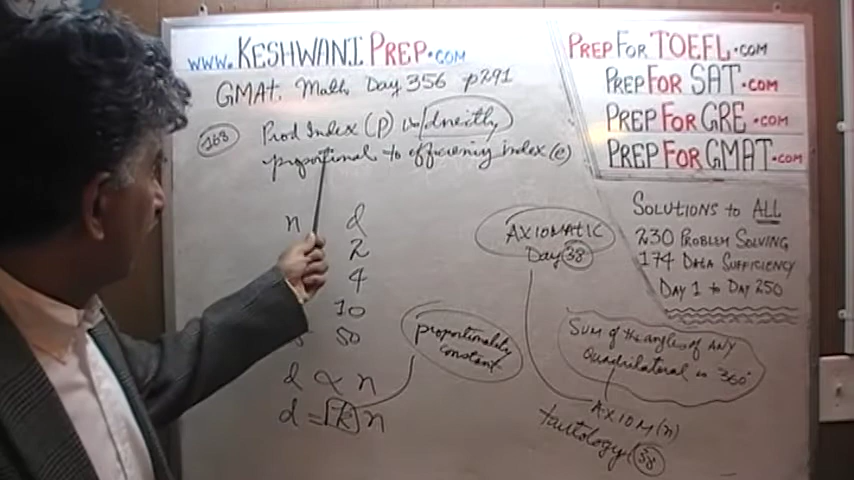 www.KESHWANIPREP.COM
GMAT. Math Day 356 p291
168 Prod Index (p) is directly
proportional to efficiency index (e)
n d
2
4
10
50
d ∝ n
d = k n
proportionality
constant
AXIOMATIC
Day 38
PREPFORTOEFL.COM
PREPFORSAT.COM
PREPFORGRE.COM
PREPFORGMAT.COM
SOLUTIONS to ALL
230 PROBLEM SOLVING
174 DATA SUFFICIENCY
DAY 1 to DAY 250
Sum of the angles of ANY
Quadrilateral is 360°
AXIOM(n)
tautology 38